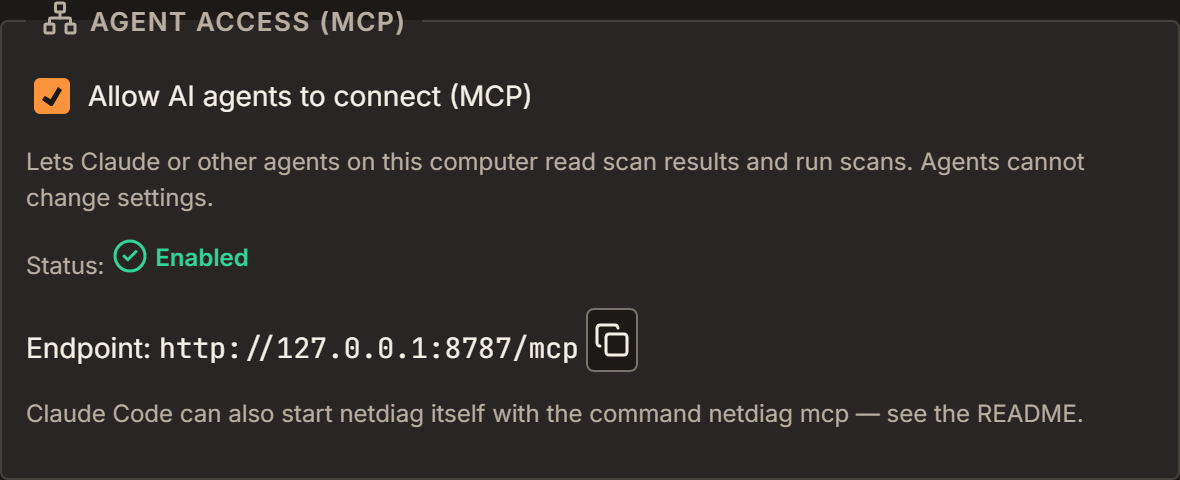 AGENT ACCESS (MCP)
Allow AI agents to connect (MCP)
Lets Claude or other agents on this computer read scan results and run scans. Agents cannot
change settings.
Status: Enabled
Endpoint: http://127.0.0.1:8787/mcp
Claude Code can also start netdiag itself with the command netdiag mcp — see the README.